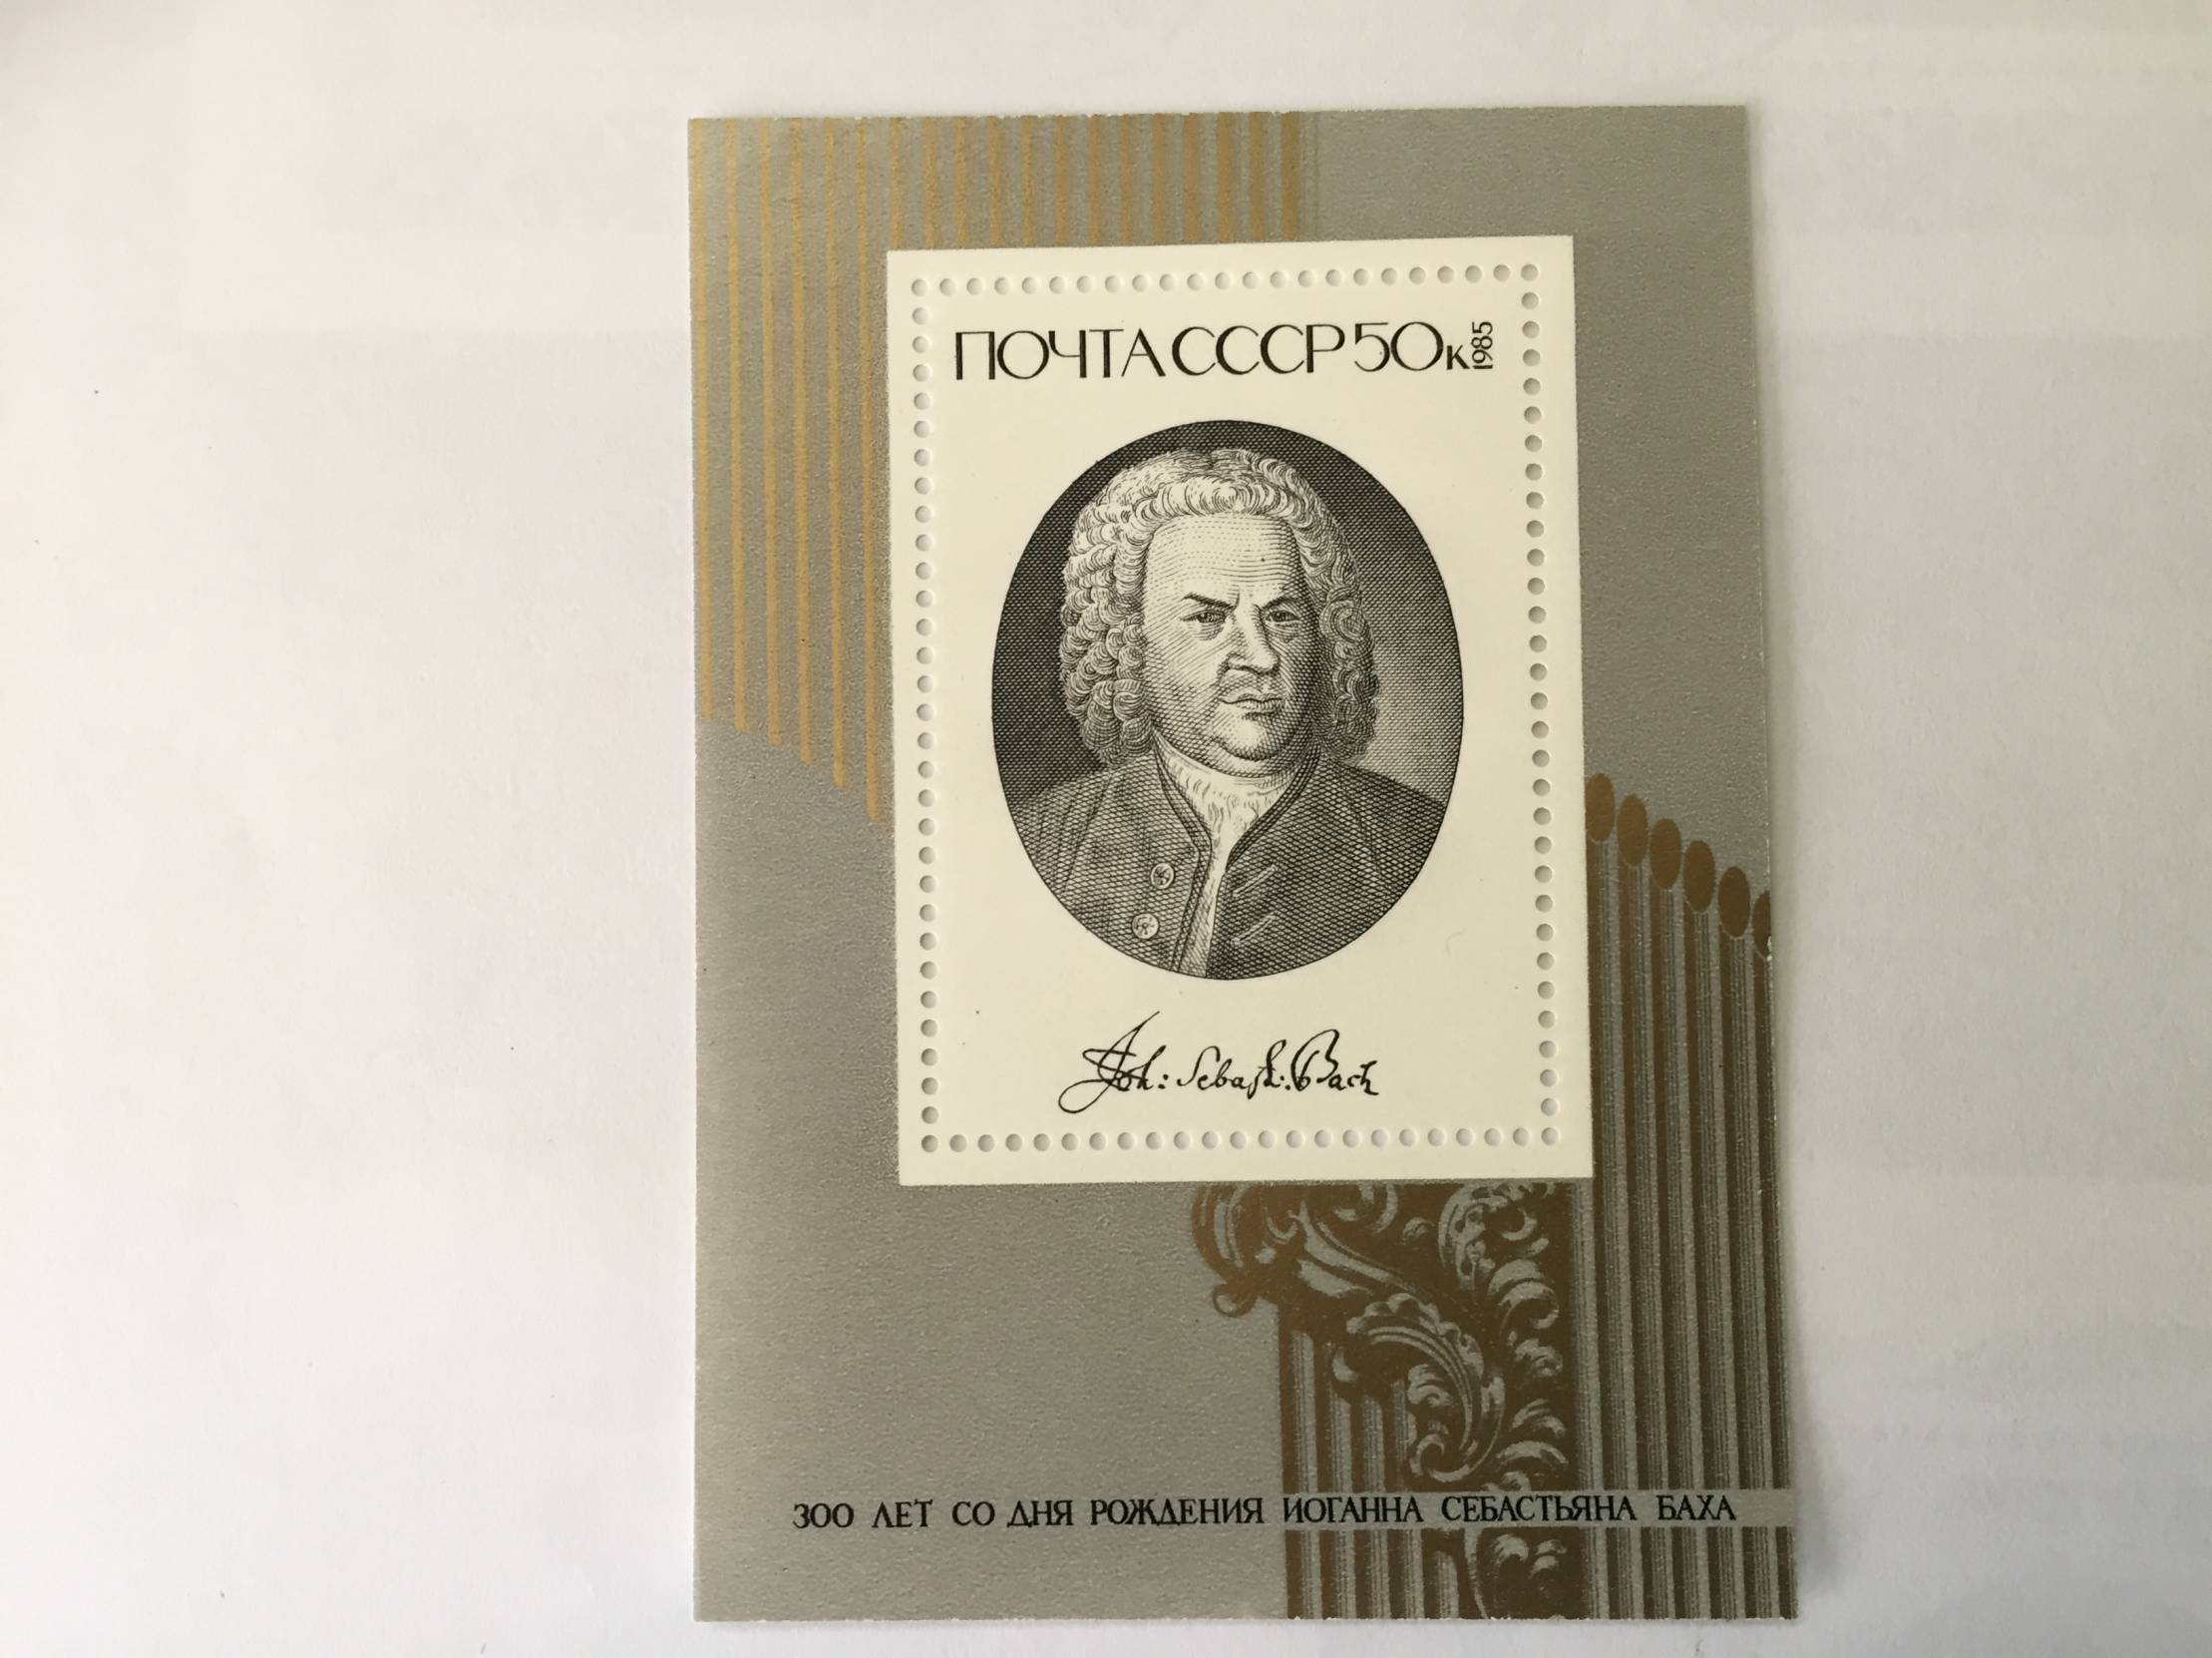 ПОЧТА СССР 50к 1985
Joh: Sebast: Bach
300 ЛЕТ СО ДНЯ РОЖДЕНИЯ ИОГАННА СЕБАСТЬЯНА БАХА